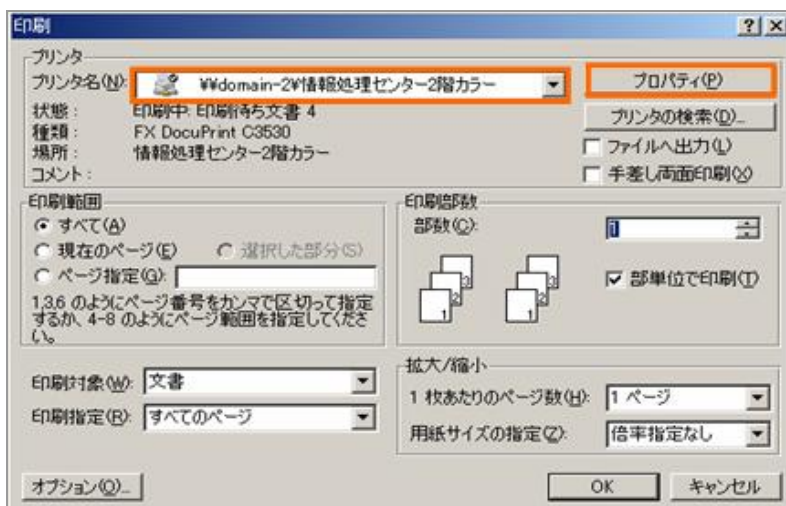 印刷
プリンタ
プリンタ名(N): ¥¥domain-2¥情報処理センター2階カラー プロパティ(P)
状態: 印刷中: 印刷待ち文書 4 プリンタの検索(D)...
種類: FX DocuPrint C3530 ファイルへ出力(L)
場所: 情報処理センター2階カラー 手差し両面印刷(X)
コメント:
印刷範囲
すべて(A)
現在のページ(E) 選択した部分(S)
ページ指定(G):
1,3,6 のようにページ番号をカンマで区切って指定
するか、4-8 のようにページ範囲を指定してくださ
い。
印刷部数
部数(C): 1
1 2 3 1 2 3 部単位で印刷(T)
印刷対象(W): 文書
印刷指定(R): すべてのページ
拡大/縮小
1 枚あたりのページ数(H): 1 ページ
用紙サイズの指定(Z): 倍率指定なし
オプション(O)... OK キャンセル